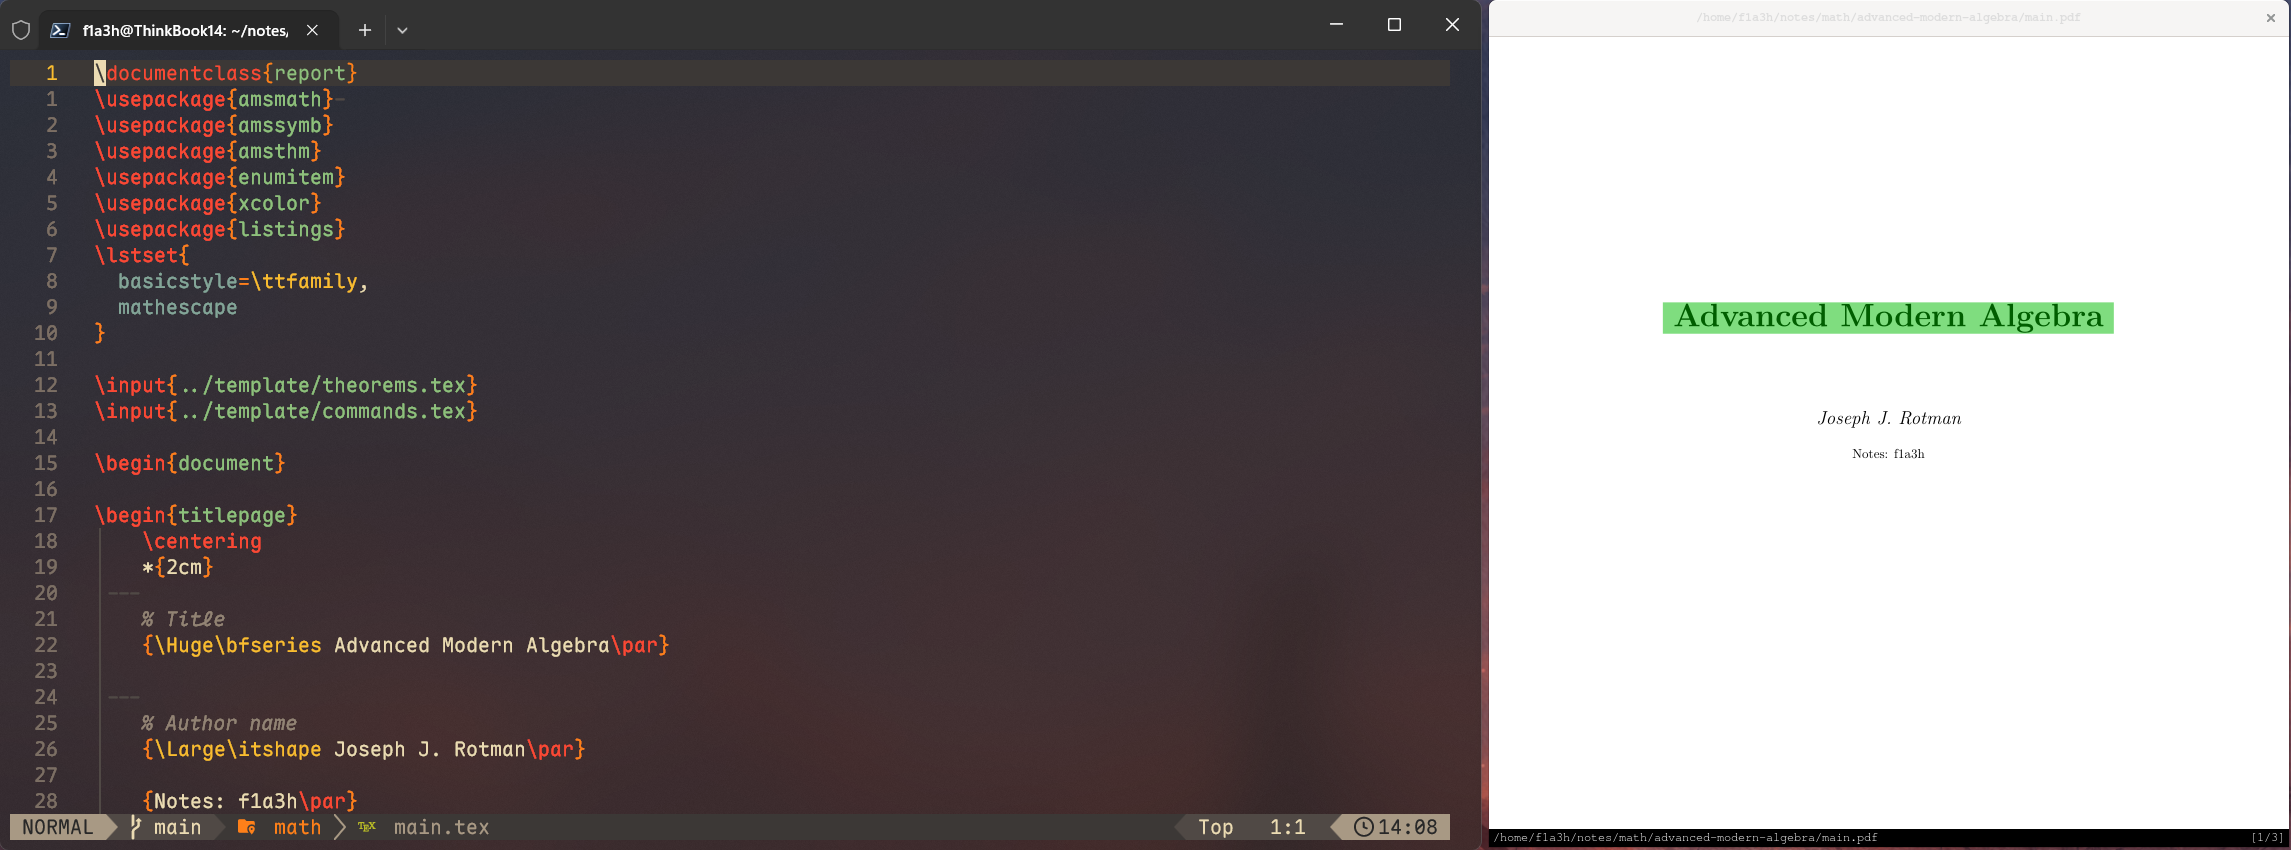 f1a3h@ThinkBook14: ~/notes/
1 \documentclass{report}
1 \usepackage{amsmath}-
2 \usepackage{amssymb}
3 \usepackage{amsthm}
4 \usepackage{enumitem}
5 \usepackage{xcolor}
6 \usepackage{listings}
7 \lstset{
8 basicstyle=\ttfamily,
9 mathescape
10 }
11
12 \input{../template/theorems.tex}
13 \input{../template/commands.tex}
14
15 \begin{document}
16
17 \begin{titlepage}
18 \centering
19 *{2cm}
20 ---
21 % Title
22 {\Huge\bfseries Advanced Modern Algebra\par}
23
24 ---
25 % Author name
26 {\Large\itshape Joseph J. Rotman\par}
27
28 {Notes: f1a3h\par}
NORMAL main math TEX main.tex Top 1:1 14:08
/home/f1a3h/notes/math/advanced-modern-algebra/main.pdf
Advanced Modern Algebra
Joseph J. Rotman
Notes: f1a3h
/home/f1a3h/notes/math/advanced-modern-algebra/main.pdf [1/3]